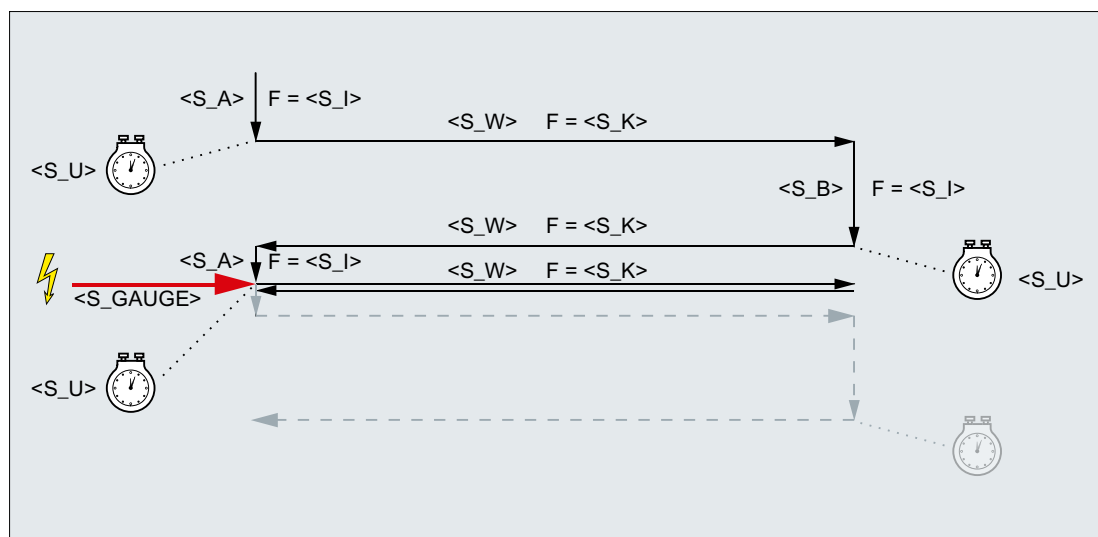 <S_A> F = <S_I>
<S_W> F = <S_K>
<S_U>
<S_B> F = <S_I>
<S_W> F = <S_K>
<S_A> F = <S_I>
<S_W> F = <S_K>
<S_U>
<S_GAUGE>
<S_U>